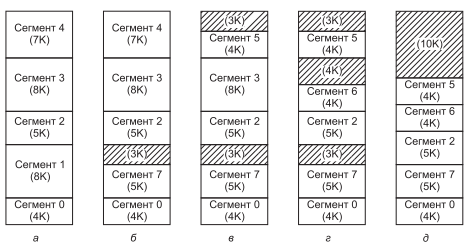 Сегмент 4
(7K)
Сегмент 3
(8K)
Сегмент 2
(5K)
Сегмент 1
(8K)
Сегмент 0
(4K)
а
Сегмент 4
(7K)
Сегмент 3
(8K)
Сегмент 2
(5K)
(3K)
Сегмент 7
(5K)
Сегмент 0
(4K)
б
(3K)
Сегмент 5
(4K)
Сегмент 3
(8K)
Сегмент 2
(5K)
(3K)
Сегмент 7
(5K)
Сегмент 0
(4K)
в
(3K)
Сегмент 5
(4K)
(4K)
Сегмент 6
(4K)
Сегмент 2
(5K)
(3K)
Сегмент 7
(5K)
Сегмент 0
(4K)
г
(10K)
Сегмент 5
(4K)
Сегмент 6
(4K)
Сегмент 2
(5K)
Сегмент 7
(5K)
Сегмент 0
(4K)
д